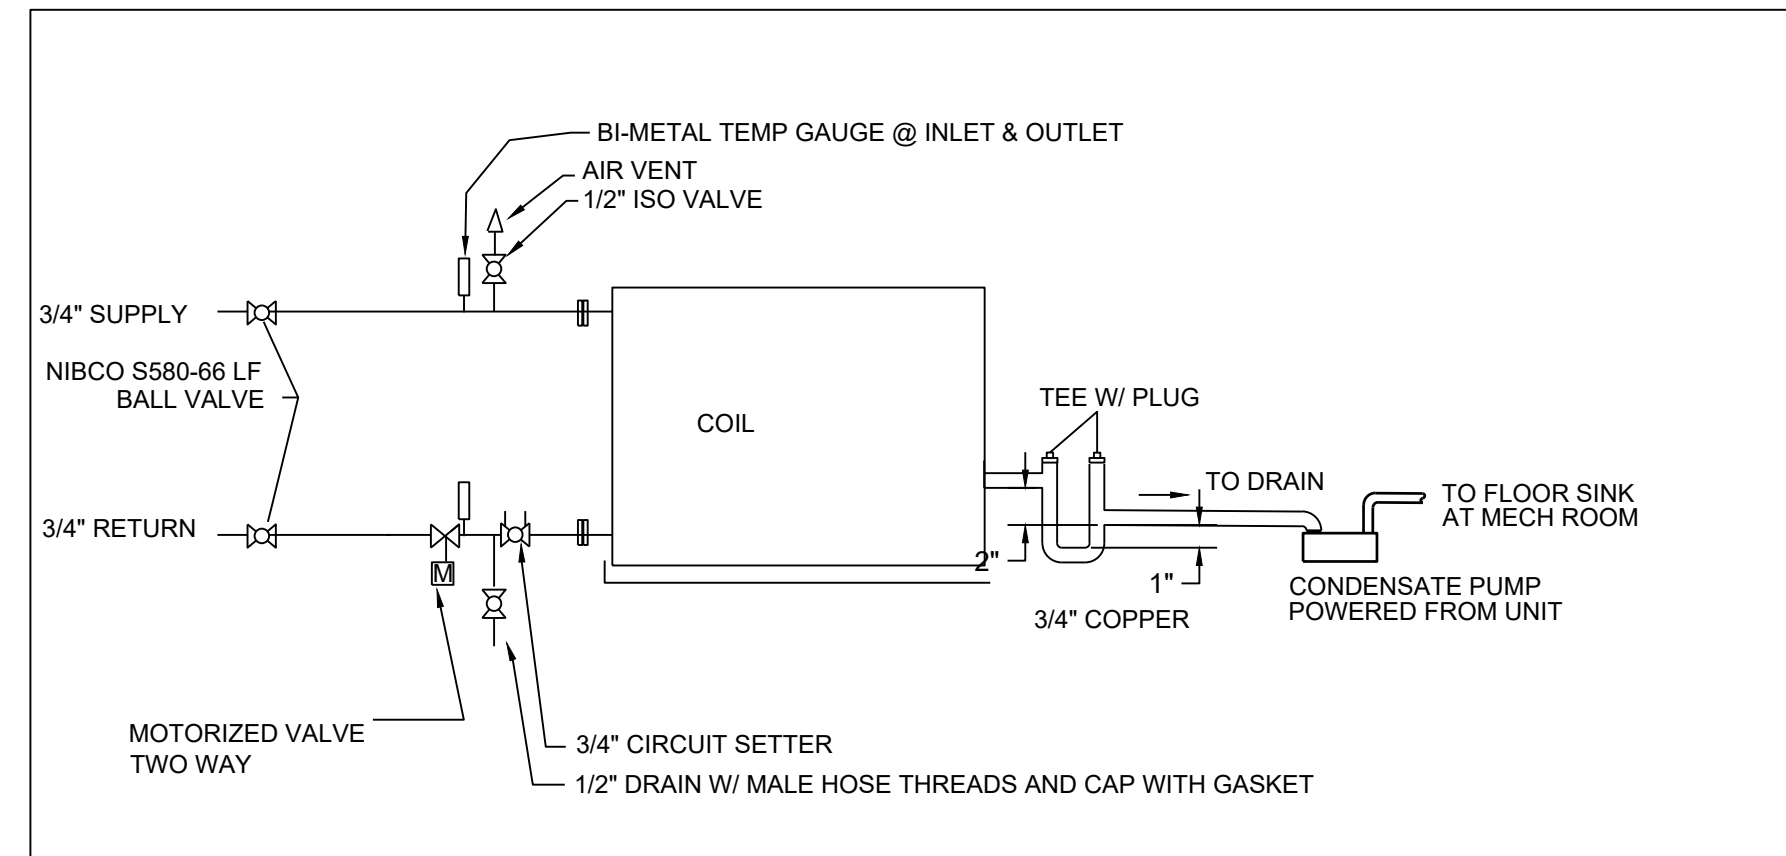 BI-METAL TEMP GAUGE @ INLET & OUTLET
AIR VENT
1/2" ISO VALVE
3/4" SUPPLY
NIBCO S580-66 LF
BALL VALVE
COIL
TEE W/ PLUG
TO DRAIN
TO FLOOR SINK
AT MECH ROOM
3/4" RETURN
M
2"
1"
3/4" COPPER
CONDENSATE PUMP
POWERED FROM UNIT
MOTORIZED VALVE
TWO WAY
3/4" CIRCUIT SETTER
1/2" DRAIN W/ MALE HOSE THREADS AND CAP WITH GASKET